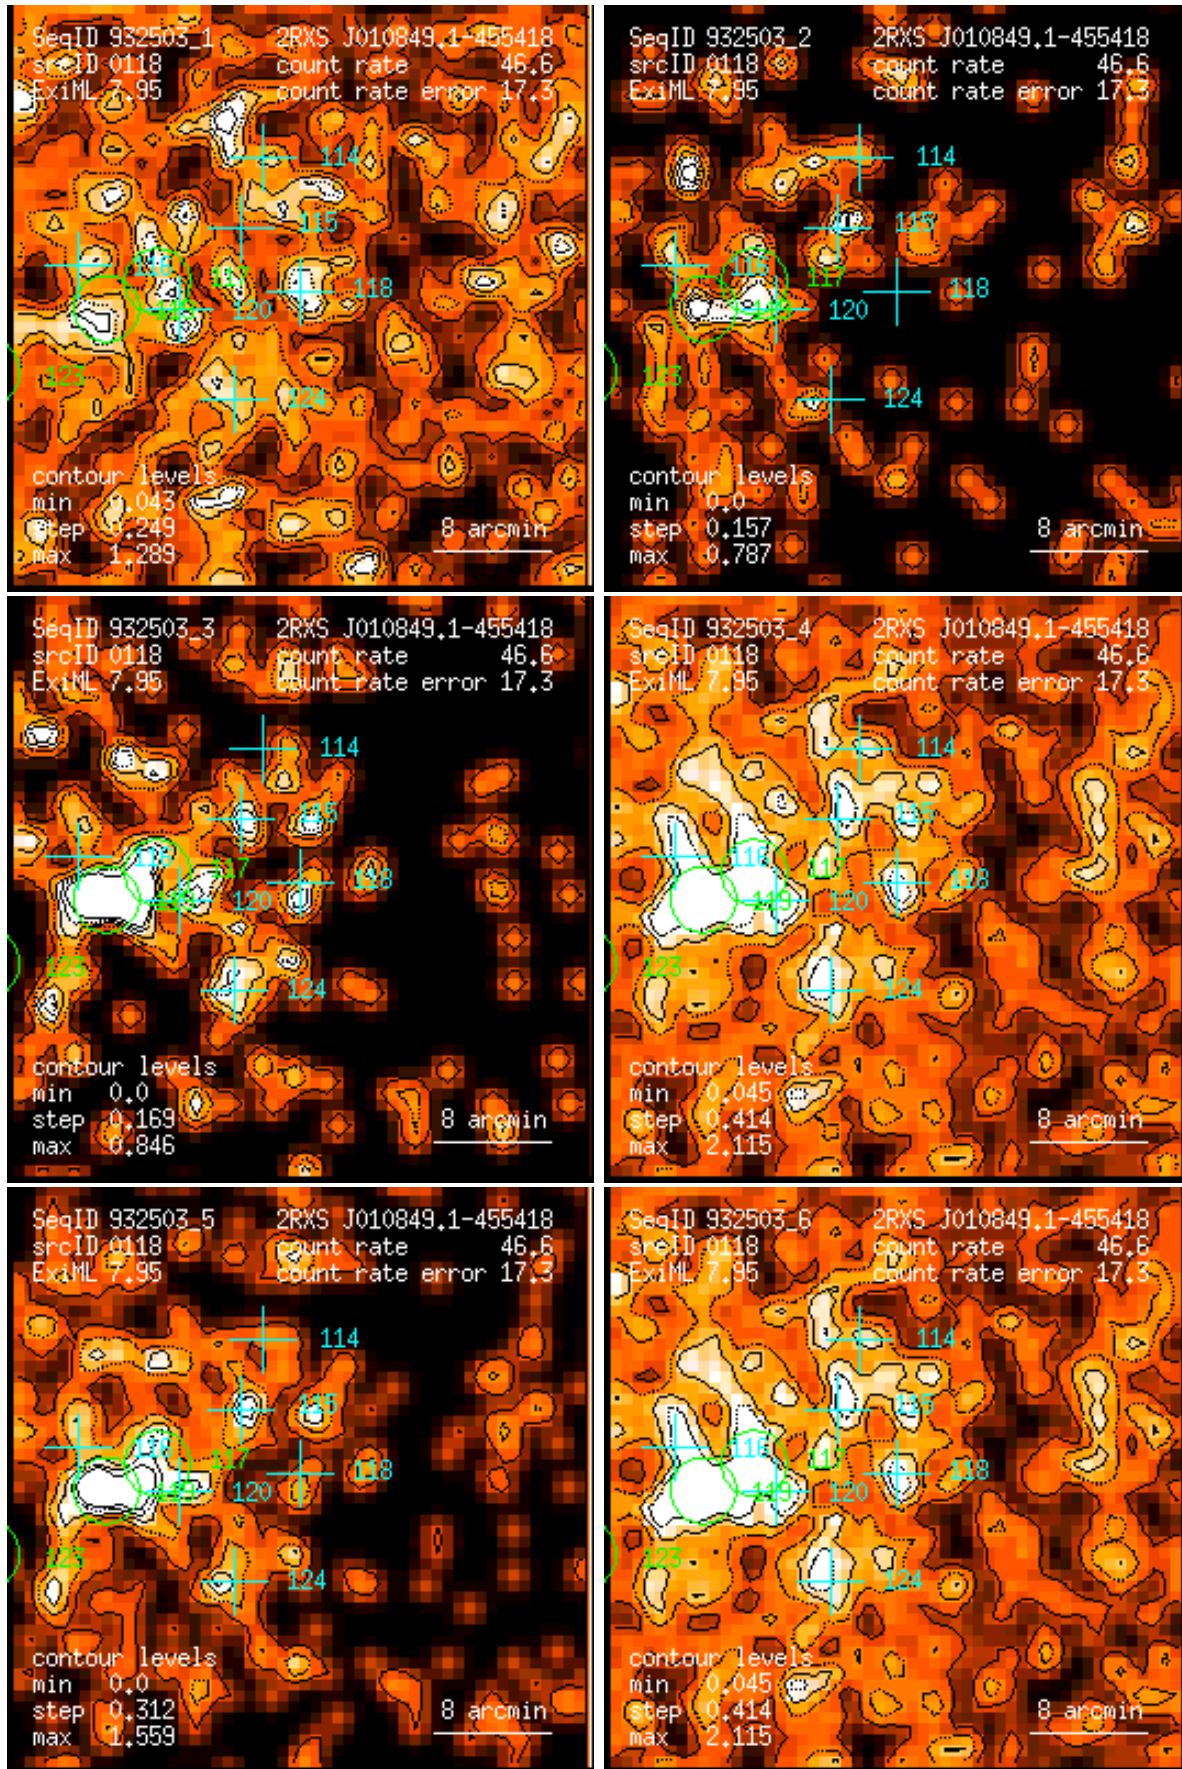 SeqID 932503_1 2RXS J010849.1-455418
srcID 0118 count rate 46.6
ExiML 7.95 count rate error 17.3
114
115
116 117
118
119 120
123
124
contour levels
min 0.043
step 0.249
max 1.289
8 arcmin
SeqID 932503_2 2RXS J010849.1-455418
srcID 0118 count rate 46.6
ExiML 7.95 count rate error 17.3
114
115
116 117
118
119 120
123
124
contour levels
min 0.0
step 0.157
max 0.787
8 arcmin
SeqID 932503_3 2RXS J010849.1-455418
srcID 0118 count rate 46.6
ExiML 7.95 count rate error 17.3
114
115
116 117
118
119 120
123
124
contour levels
min 0.0
step 0.169
max 0.846
8 arcmin
SeqID 932503_4 2RXS J010849.1-455418
srcID 0118 count rate 46.6
ExiML 7.95 count rate error 17.3
114
115
116 117
118
119 120
123
124
contour levels
min 0.045
step 0.414
max 2.115
8 arcmin
SeqID 932503_5 2RXS J010849.1-455418
srcID 0118 count rate 46.6
ExiML 7.95 count rate error 17.3
114
115
116 117
118
119 120
123
124
contour levels
min 0.0
step 0.312
max 1.559
8 arcmin
SeqID 932503_6 2RXS J010849.1-455418
srcID 0118 count rate 46.6
ExiML 7.95 count rate error 17.3
114
115
116 117
118
119 120
123
124
contour levels
min 0.045
step 0.414
max 2.115
8 arcmin